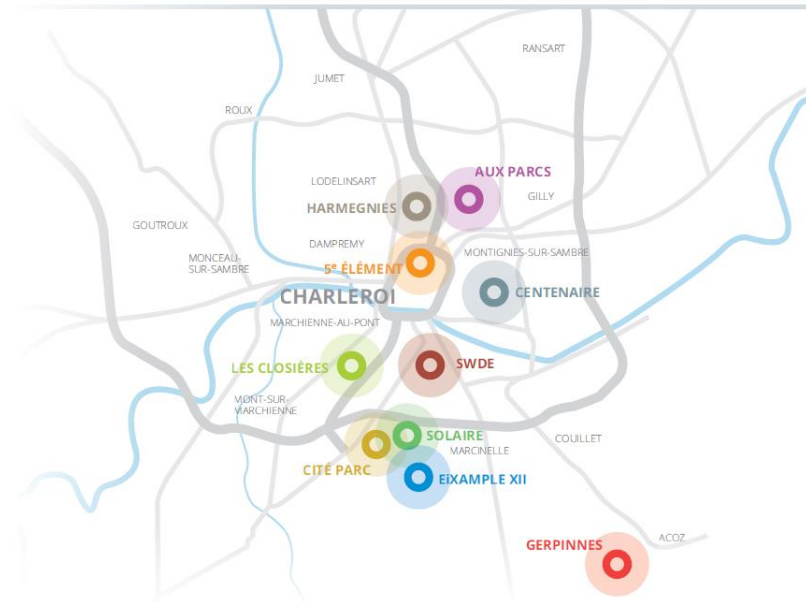 RANSART
JUMET
ROUX
AUX PARCS
LODELINSART
GILLY
HARMEGNIES
GOUTROUX
DAMPREMY
MONTIGNIES-SUR-SAMBRE
MONCEAU-
SUR-SAMBRE
5e ÉLÉMENT
CENTENAIRE
CHARLEROI
MARCHIENNE-AU-PONT
LES CLOSIÈRES
SWDE
MONT-SUR-
MARCHIENNE
SOLAIRE
COUILLET
MARCINELLE
CITÉ PARC
EïXAMPLE XII
ACOZ
GERPINNES